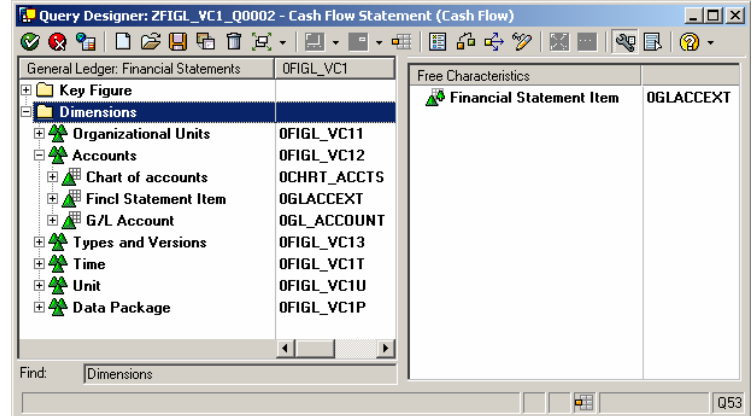 Query Designer: ZFIGL_VC1_Q0002 - Cash Flow Statement (Cash Flow)
General Ledger: Financial Statements 0FIGL_VC1
Key Figure
Dimensions
Organizational Units 0FIGL_VC11
Accounts 0FIGL_VC12
Chart of accounts 0CHRT_ACCTS
Fincl Statement Item 0GLACCEXT
G/L Account 0GL_ACCOUNT
Types and Versions 0FIGL_VC13
Time 0FIGL_VC1T
Unit 0FIGL_VC1U
Data Package 0FIGL_VC1P
Find: Dimensions
Free Characteristics
Financial Statement Item 0GLACCEXT
Q53